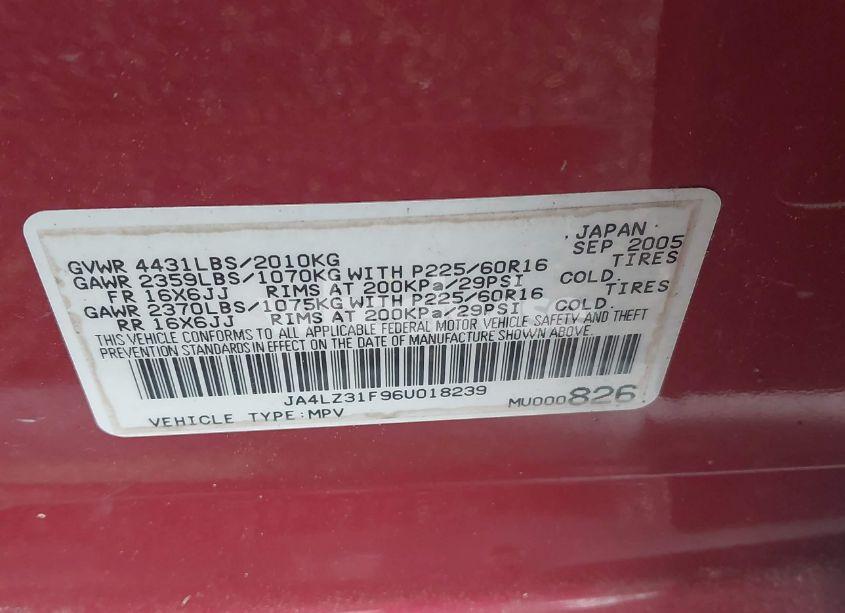 JAPAN
SEP 2005
GVWR 4431LBS/2010KG
GAWR 2359LBS/1070KG WITH P225/60R16 TIRES
FR 16X6JJ RIMS AT 200KPa/29PSI COLD.
GAWR 2370LBS/1075KG WITH P225/60R16 TIRES
RR 16X6JJ RIMS AT 200KPa/29PSI COLD.
THIS VEHICLE CONFORMS TO ALL APPLICABLE FEDERAL MOTOR VEHICLE SAFETY AND THEFT
PREVENTION STANDARDS IN EFFECT ON THE DATE OF MANUFACTURE SHOWN ABOVE.
JA4LZ31F96U018239
VEHICLE TYPE:MPV MU000826